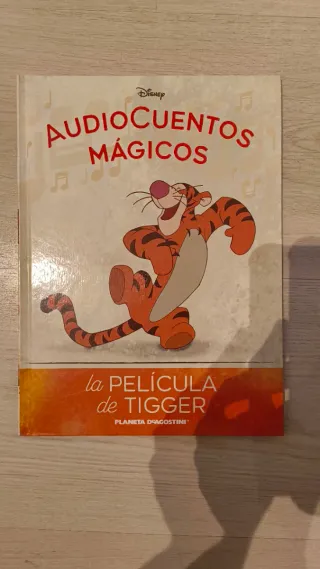 Disney
AUDIOCUENTOS
MÁGICOS
la PELÍCULA
de TIGGER
PLANETA DeAGOSTINI